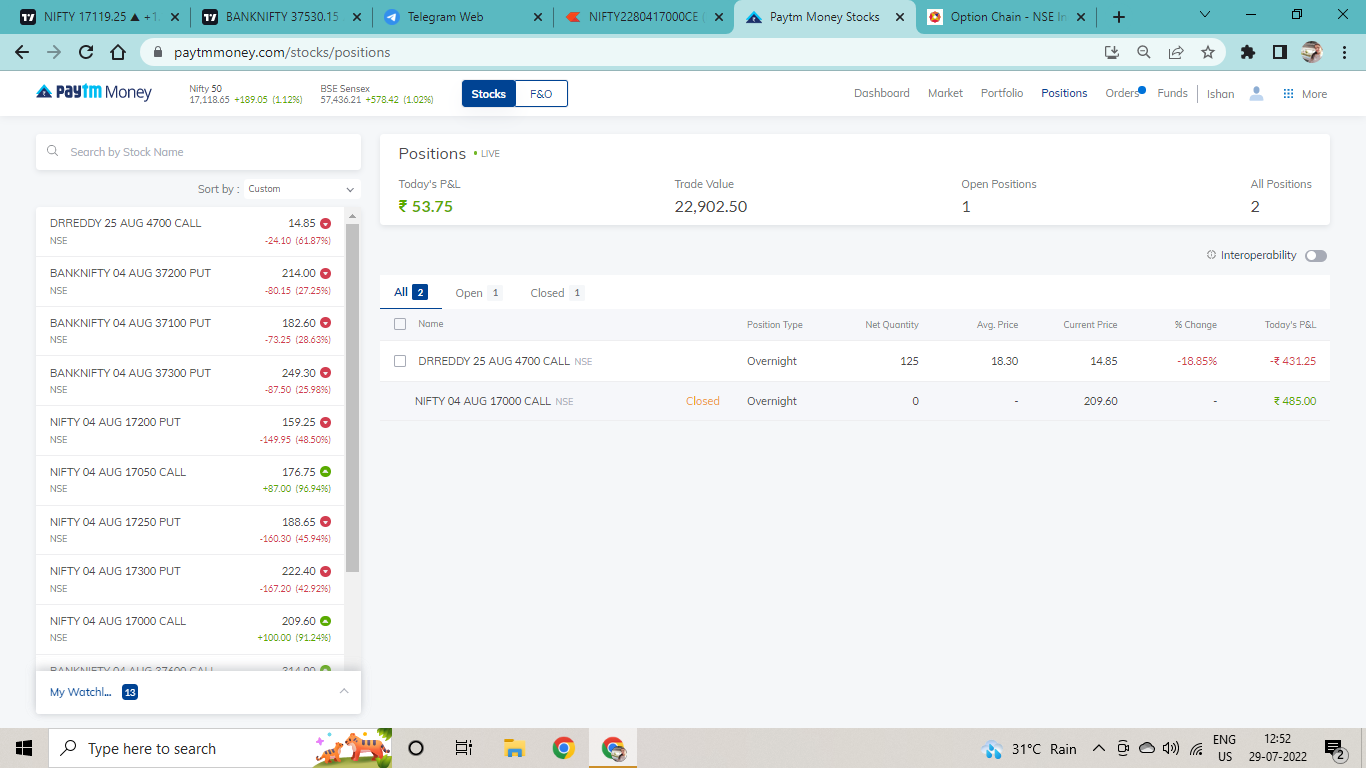 NIFTY 17119.25 ▲ +1.
BANKNIFTY 37530.15
Telegram Web
NIFTY2280417000CE (
Paytm Money Stocks
Option Chain - NSE In
paytmmoney.com/stocks/positions
paytm Money
Nifty 50
17,118.65 +189.05 (1.12%)
BSE Sensex
57,436.21 +578.42 (1.02%)
Stocks
F&O
Dashboard
Market
Portfolio
Positions
Orders
Funds
Ishan
More
Search by Stock Name
Sort by : Custom
DRREDDY 25 AUG 4700 CALL 14.85
NSE -24.10 (61.87%)
BANKNIFTY 04 AUG 37200 PUT 214.00
NSE -80.15 (27.25%)
BANKNIFTY 04 AUG 37100 PUT 182.60
NSE -73.25 (28.63%)
BANKNIFTY 04 AUG 37300 PUT 249.30
NSE -87.50 (25.98%)
NIFTY 04 AUG 17200 PUT 159.25
NSE -149.95 (48.50%)
NIFTY 04 AUG 17050 CALL 176.75
NSE +87.00 (96.94%)
NIFTY 04 AUG 17250 PUT 188.65
NSE -160.30 (45.94%)
NIFTY 04 AUG 17300 PUT 222.40
NSE -167.20 (42.92%)
NIFTY 04 AUG 17000 CALL 209.60
NSE +100.00 (91.24%)
BANKNIFTY 04 AUG 37600 CALL 314.00
My Watchl... 13
Positions • LIVE
Today's P&L Trade Value Open Positions All Positions
₹ 53.75 22,902.50 1 2
Interoperability
All 2 Open 1 Closed 1
Name Position Type Net Quantity Avg. Price Current Price % Change Today's P&L
DRREDDY 25 AUG 4700 CALL NSE Overnight 125 18.30 14.85 -18.85% -₹ 431.25
NIFTY 04 AUG 17000 CALL NSE Closed Overnight 0 - 209.60 - ₹ 485.00
Type here to search
31°C Rain
ENG
US
12:52
29-07-2022
2